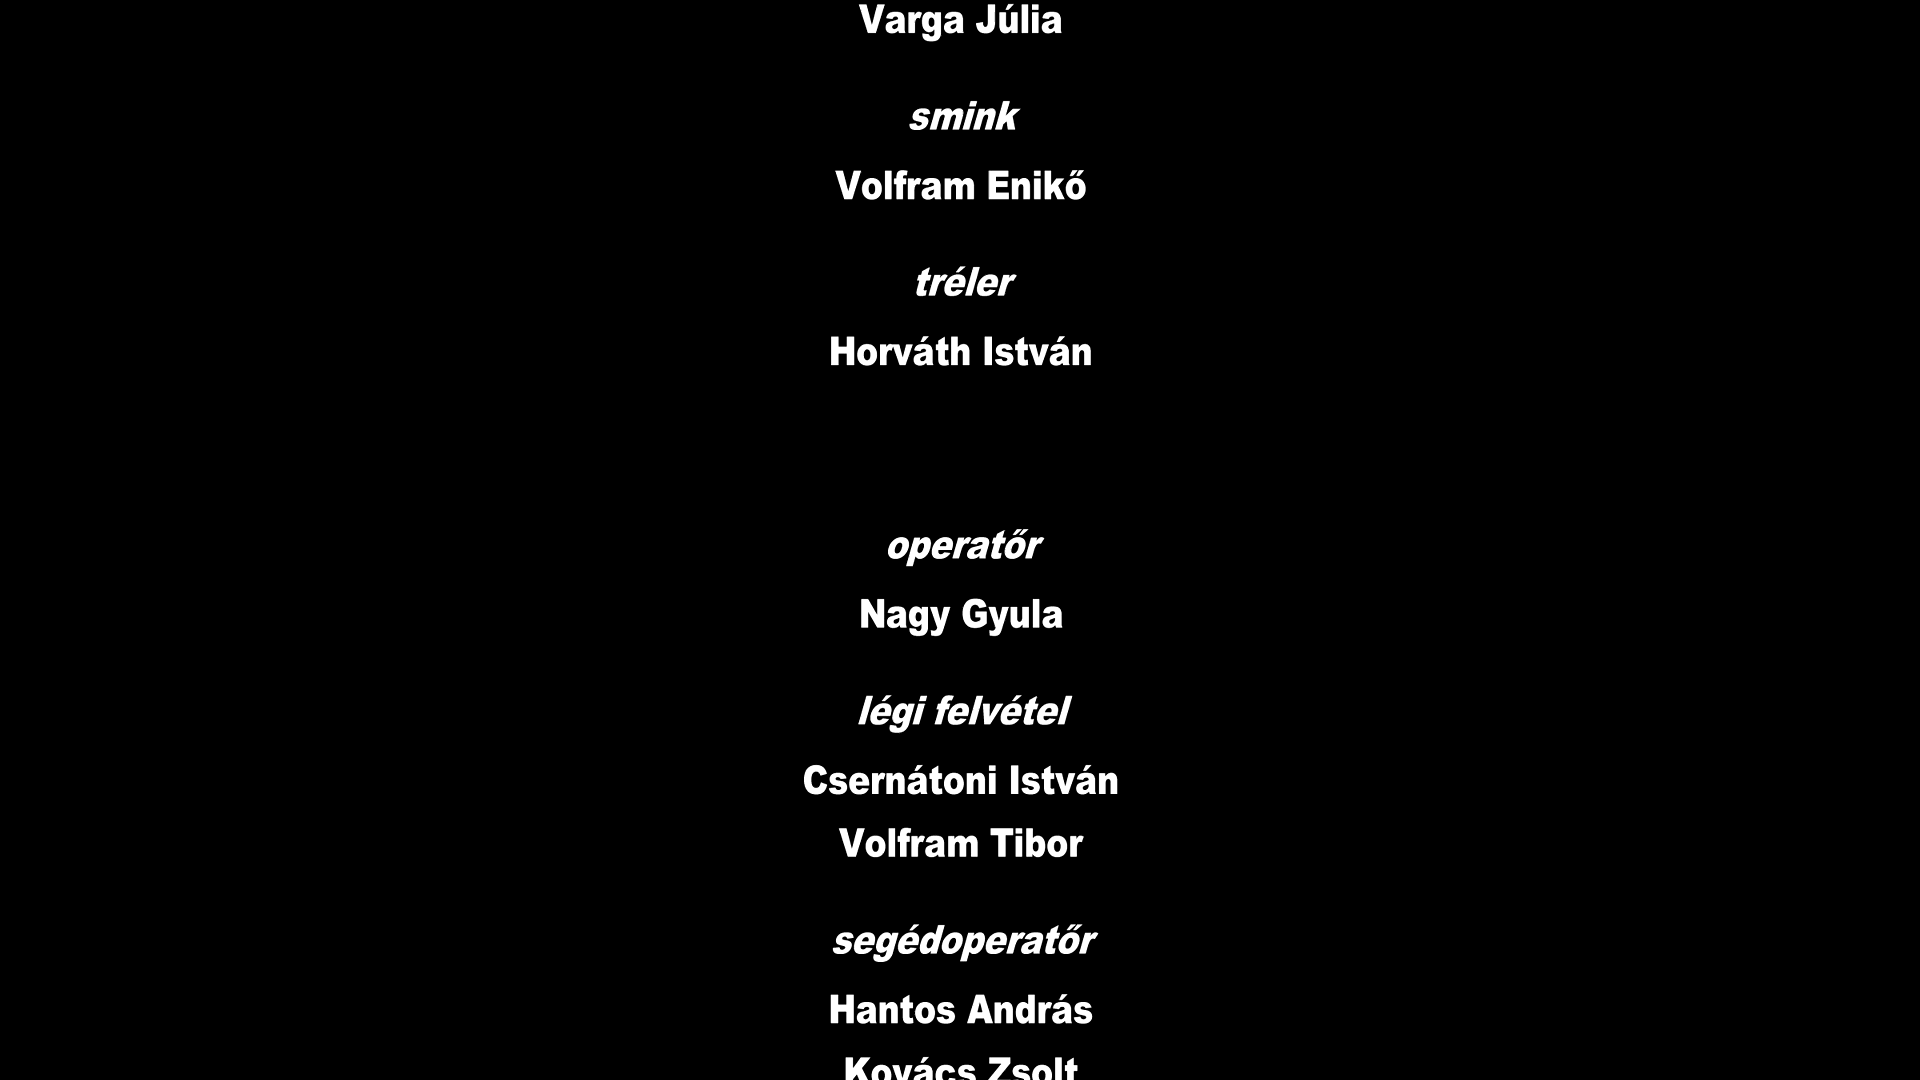 Varga Júlia
smink
Volfram Enikő
tréler
Horváth István
operatőr
Nagy Gyula
légi felvétel
Csernátoni István
Volfram Tibor
segédoperatőr
Hantos András
Kovács Zsolt